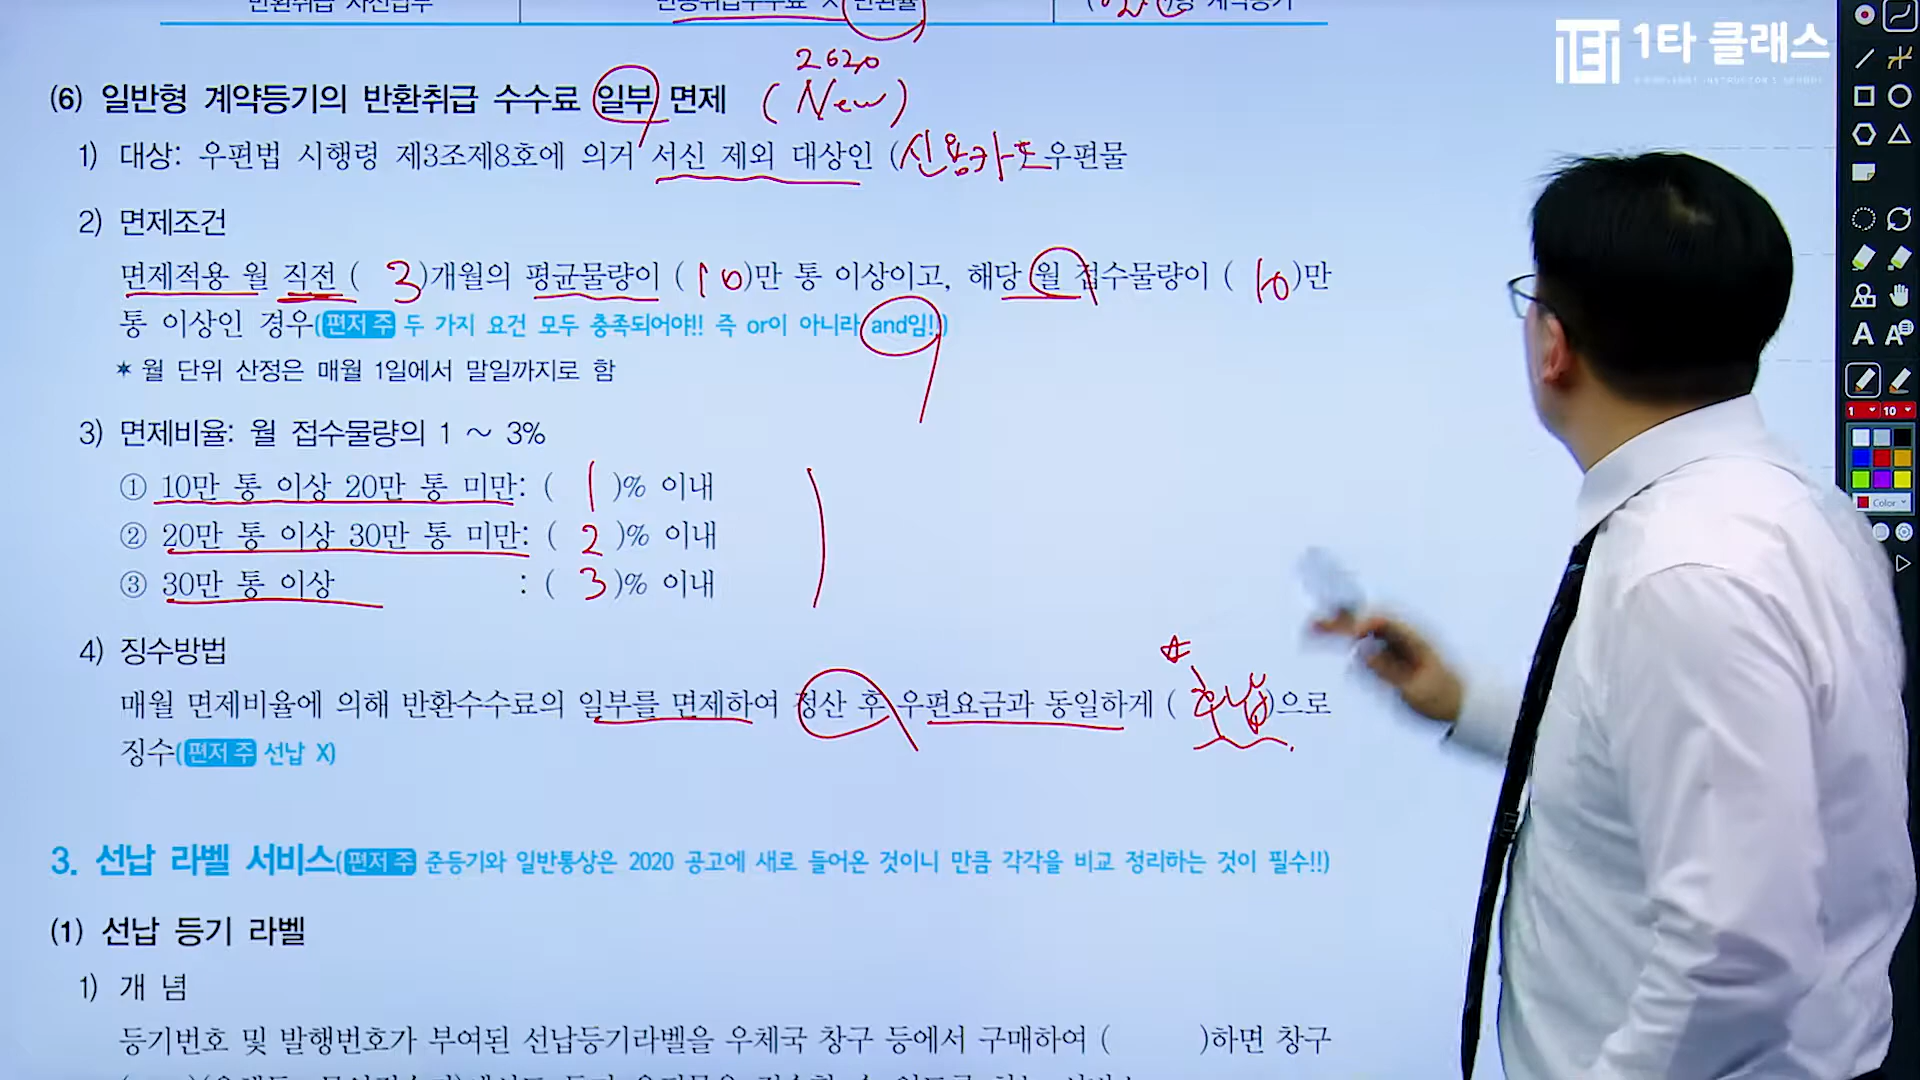 1타 클래스
2020
(6) 일반형 계약등기의 반환취급 수수료 일부 면제 ( New )
1) 대상: 우편법 시행령 제3조제8호에 의거 서신 제외 대상인 (신용카드 우편물
2) 면제조건
면제적용 월 직전 ( 3 )개월의 평균물량이 ( 10 )만 통 이상이고, 해당 월 접수물량이 ( 10 )만
통 이상인 경우(편저 주 두 가지 요건 모두 충족되어야!! 즉 or이 아니라 and임!!)
* 월 단위 산정은 매월 1일에서 말일까지로 함
3) 면제비율: 월 접수물량의 1 ~ 3%
① 10만 통 이상 20만 통 미만: ( 1 )% 이내
② 20만 통 이상 30만 통 미만: ( 2 )% 이내
③ 30만 통 이상 : ( 3 )% 이내
4) 징수방법
매월 면제비율에 의해 반환수수료의 일부를 면제하여 정산 후 우편요금과 동일하게 ( 후납 )으로
징수(편저 주 선납 X)
3. 선납 라벨 서비스(편저 주 준등기와 일반통상은 2020 공고에 새로 들어온 것이니 만큼 각각을 비교 정리하는 것이 필수!!)
(1) 선납 등기 라벨
1) 개 념
등기번호 및 발행번호가 부여된 선납등기라벨을 우체국 창구 등에서 구매하여 ( )하면 창구